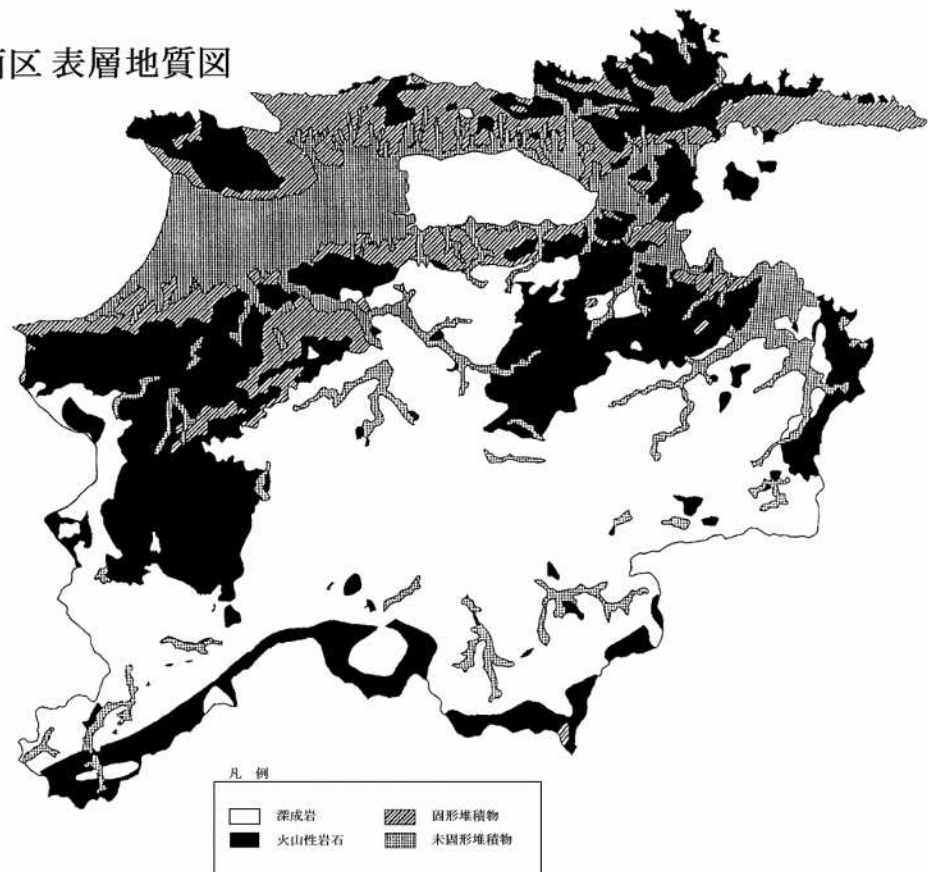 区 表層地質図
凡 例
深成岩
固形堆積物
火山性岩石
未固形堆積物